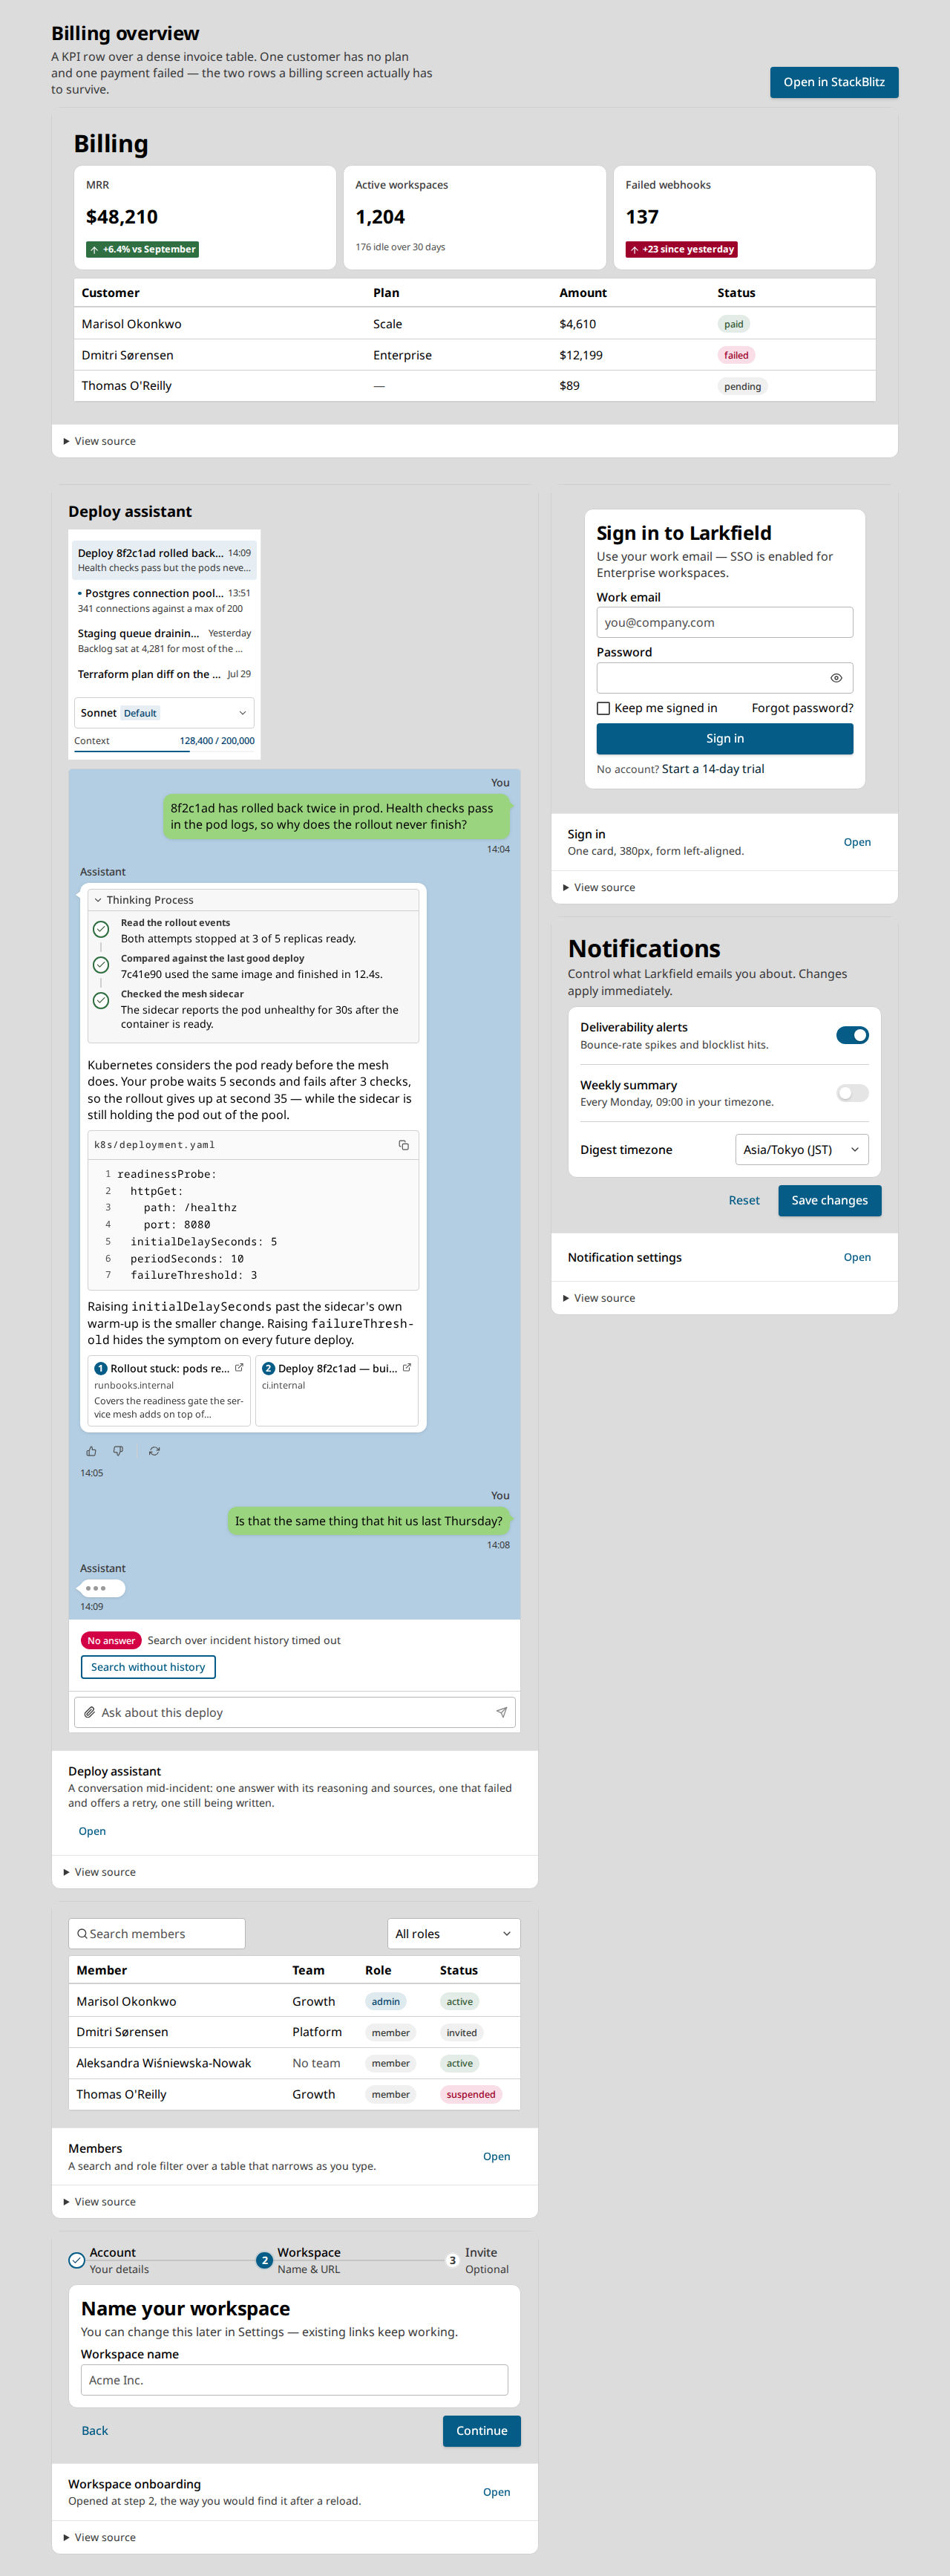 Billing overview
A KPI row over a dense invoice table. One customer has no plan
and one payment failed — the two rows a billing screen actually has
to survive.
Open in StackBlitz
Billing
MRR
$48,210
+6.4% vs September
Active workspaces
1,204
176 idle over 30 days
Failed webhooks
137
+23 since yesterday
Customer Plan Amount Status
Marisol Okonkwo Scale $4,610 paid
Dmitri Sørensen Enterprise $12,199 failed
Thomas O'Reilly — $89 pending
View source
Deploy assistant
Deploy 8f2c1ad rolled back... 14:09
Health checks pass but the pods neve...
Postgres connection pool... 13:51
341 connections against a max of 200
Staging queue drainin... Yesterday
Backlog sat at 4,281 for most of the ...
Terraform plan diff on the ... Jul 29
Sonnet Default
Context 128,400 / 200,000
You
8f2c1ad has rolled back twice in prod. Health checks pass
in the pod logs, so why does the rollout never finish?
14:04
Assistant
Thinking Process
Read the rollout events
Both attempts stopped at 3 of 5 replicas ready.
Compared against the last good deploy
7c41e90 used the same image and finished in 12.4s.
Checked the mesh sidecar
The sidecar reports the pod unhealthy for 30s after the
container is ready.
Kubernetes considers the pod ready before the mesh
does. Your probe waits 5 seconds and fails after 3 checks,
so the rollout gives up at second 35 — while the sidecar is
still holding the pod out of the pool.
k8s/deployment.yaml
1 readinessProbe:
2 httpGet:
3 path: /healthz
4 port: 8080
5 initialDelaySeconds: 5
6 periodSeconds: 10
7 failureThreshold: 3
Raising initialDelaySeconds past the sidecar's own
warm-up is the smaller change. Raising failureThresh-
old hides the symptom on every future deploy.
1 Rollout stuck: pods re...
runbooks.internal
Covers the readiness gate the ser-
vice mesh adds on top of...
2 Deploy 8f2c1ad — bui...
ci.internal
14:05
You
Is that the same thing that hit us last Thursday?
14:08
Assistant
14:09
No answer Search over incident history timed out
Search without history
Ask about this deploy
Deploy assistant
A conversation mid-incident: one answer with its reasoning and sources, one that failed
and offers a retry, one still being written.
Open
View source
Search members
All roles
Member Team Role Status
Marisol Okonkwo Growth admin active
Dmitri Sørensen Platform member invited
Aleksandra Wiśniewska-Nowak No team member active
Thomas O'Reilly Growth member suspended
Members
A search and role filter over a table that narrows as you type.
Open
View source
Account
Your details
2 Workspace
Name & URL
3 Invite
Optional
Name your workspace
You can change this later in Settings — existing links keep working.
Workspace name
Acme Inc.
Back
Continue
Workspace onboarding
Opened at step 2, the way you would find it after a reload.
Open
View source
Sign in to Larkfield
Use your work email — SSO is enabled for
Enterprise workspaces.
Work email
you@company.com
Password
Keep me signed in
Forgot password?
Sign in
No account? Start a 14-day trial
Sign in
One card, 380px, form left-aligned.
Open
View source
Notifications
Control what Larkfield emails you about. Changes
apply immediately.
Deliverability alerts
Bounce-rate spikes and blocklist hits.
Weekly summary
Every Monday, 09:00 in your timezone.
Digest timezone
Asia/Tokyo (JST)
Reset
Save changes
Notification settings
Open
View source